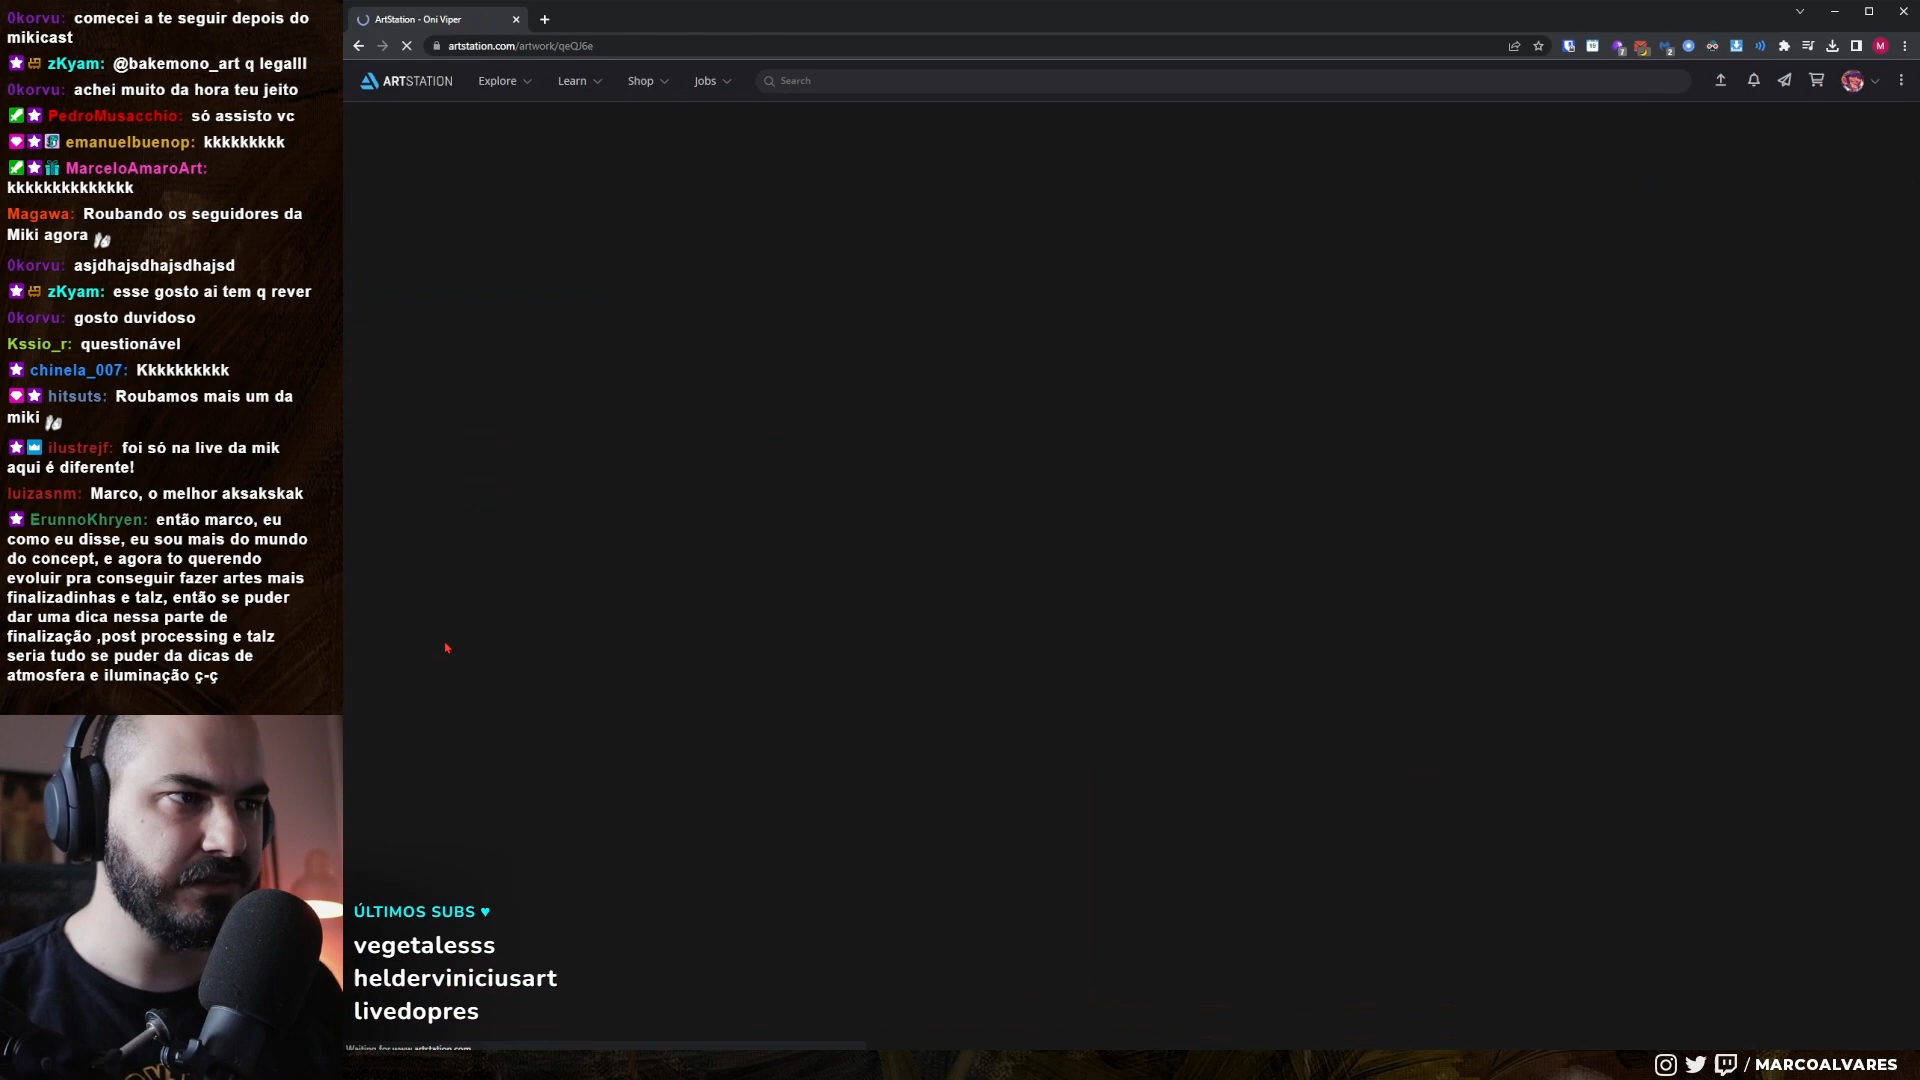 0korvu: comecei a te seguir depois do
mikicast
zKyam: @bakemono_art q legalll
0korvu: achei muito da hora teu jeito
PedroMusacchio: só assisto vc
emanuelbuenop: kkkkkkkkk
MarceloAmaroArt:
kkkkkkkkkkkkkk
Magawa: Roubando os seguidores da
Miki agora
0korvu: asjdhajsdhajsdhajsd
zKyam: esse gosto ai tem q rever
0korvu: gosto duvidoso
Kssio_r: questionável
chinela_007: Kkkkkkkkkk
hitsuts: Roubamos mais um da
miki
ilustrejf: foi só na live da mik
aqui é diferente!
luizasnm: Marco, o melhor aksakskak
ErunnoKhryen: então marco, eu
como eu disse, eu sou mais do mundo
do concept, e agora to querendo
evoluir pra conseguir fazer artes mais
finalizadinhas e talz, então se puder
dar uma dica nessa parte de
finalização ,post processing e talz
seria tudo se puder da dicas de
atmosfera e iluminação ç-ç
ArtStation - Oni Viper
artstation.com/artwork/qeQJ6e
ARTSTATION Explore Learn Shop Jobs Search
ÚLTIMOS SUBS ♥
vegetalesss
helderviniciusart
livedopres
Waiting for www.artstation.com
/ MARCOALVARES